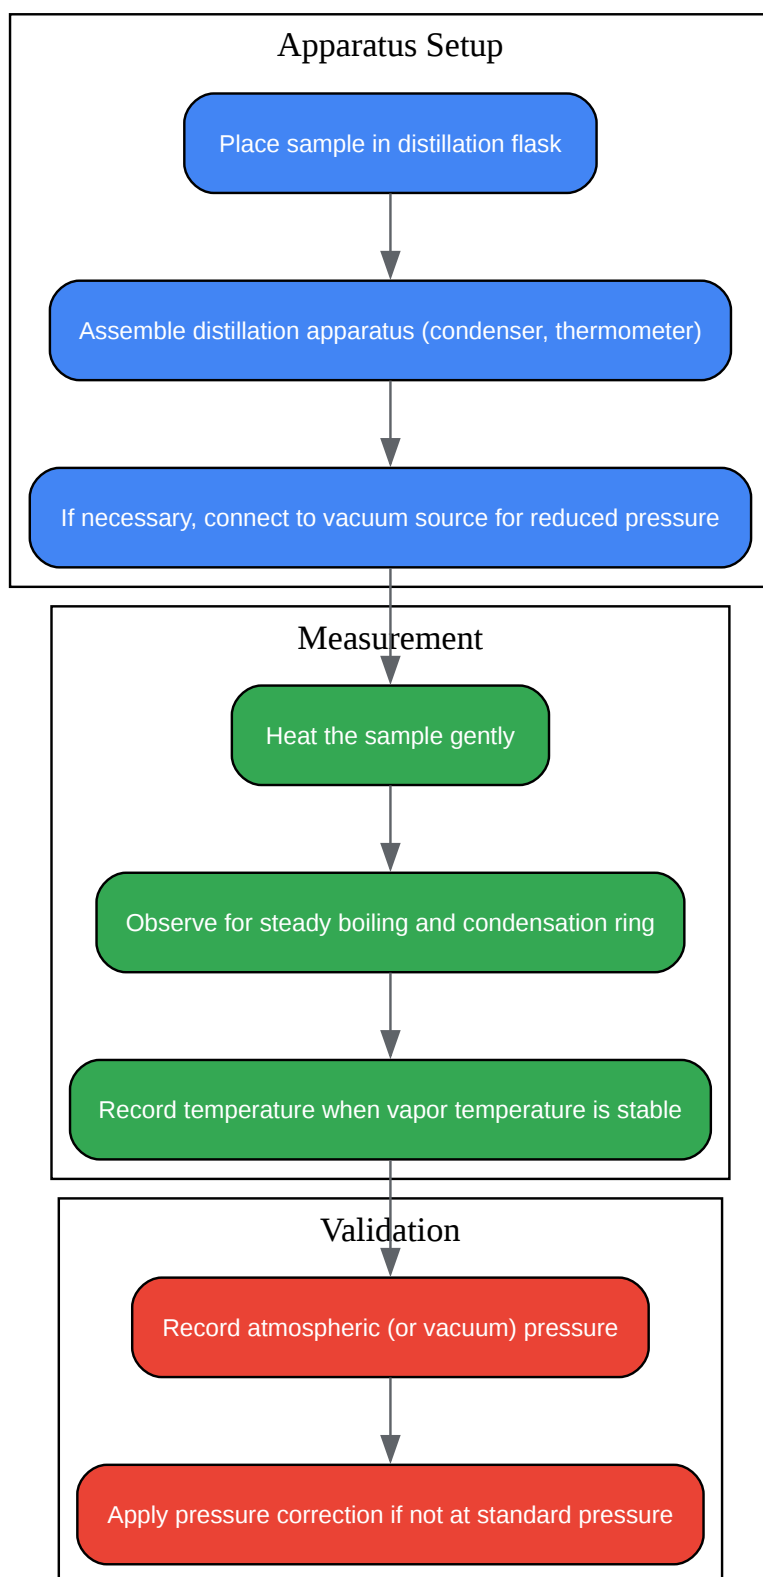 Apparatus Setup
Place sample in distillation flask
Assemble distillation apparatus (condenser, thermometer)
If necessary, connect to vacuum source for reduced pressure
Measurement
Heat the sample gently
Observe for steady boiling and condensation ring
Record temperature when vapor temperature is stable
Validation
Record atmospheric (or vacuum) pressure
Apply pressure correction if not at standard pressure